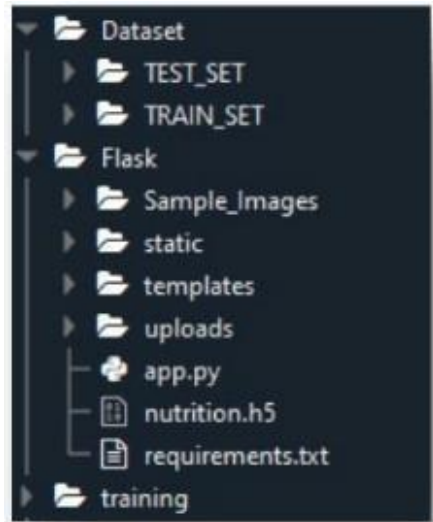 Dataset
TEST_SET
TRAIN_SET
Flask
Sample_Images
static
templates
uploads
app.py
nutrition.h5
requirements.txt
training